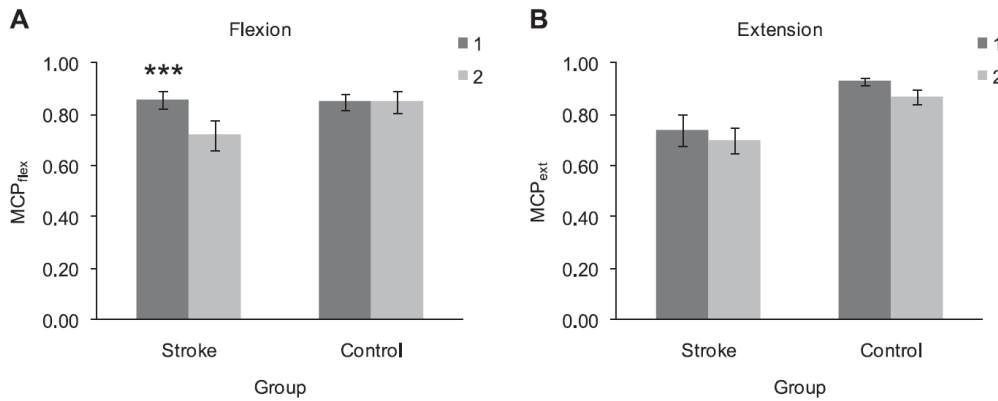 A
Flexion
1
2
***
1.00
0.80
0.60
0.40
0.20
0.00
MCPflex
Stroke
Control
Group
B
Extension
1
2
1.00
0.80
0.60
0.40
0.20
0.00
MCPext
Stroke
Control
Group